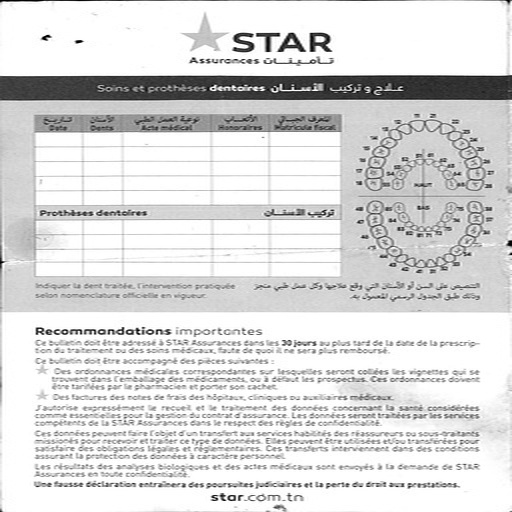 STAR
Assurances تـأميـنــات
Soins et prothèses dentaires علاج و تركيب الأسنــان
التـاريـخ الأسنان نوعية العمل الطبي الأتعـاب المعرف الجبـائي
Date Dents Acte médical Honoraires Matricule fiscal
Prothèses dentaires تركيب الأسنــان
HAUT
BAS
Indiquer la dent traitée, l'intervention pratiquée
selon nomenclature officielle en vigueur.
التنصيص على السن أو الأسنان التي وقع علاجها وكل عمل طبي منجز
وذلك طبق الجدول الرسمي المعمول به.
Recommandations importantes
Ce bulletin doit être adressé à STAR Assurances dans les 30 jours au plus tard de la date de la prescrip-
tion du traitement ou des soins médicaux, faute de quoi il ne sera plus remboursé.
Ce bulletin doit être accompagné des pièces suivantes :
Des ordonnances médicales correspondantes sur lesquelles seront collées les vignettes qui se
trouvent dans l'emballage des médicaments, ou à défaut les prospectus. Ces ordonnances doivent
être tarifées par le pharmacien et porter son cachet.
Des factures des notes de frais des hôpitaux, cliniques ou auxiliaires médicaux.
J'autorise expressément le recueil et le traitement des données concernant la santé considérées
comme essentielles pour la gestion du contrat d'assurance. Les données seront traitées par les services
compétents de la STAR Assurances dans le respect des règles de confidentialité.
Ces données peuvent faire l'objet d'un transfert aux services habilités des réassureurs ou sous-traitants
missionnés pour recevoir et traiter ce type de données. Elles peuvent être utilisées et/ou transférées pour
satisfaire des obligations légales et réglementaires. Ces transferts interviennent dans des conditions
assurant la protection des données à caractère personnel.
Les résultats des analyses biologiques et des actes médicaux sont envoyés à la demande de STAR
Assurances en toute confidentialité.
Une fausse déclaration entraînera des poursuites judiciaires et la perte du droit aux prestations.
star.com.tn